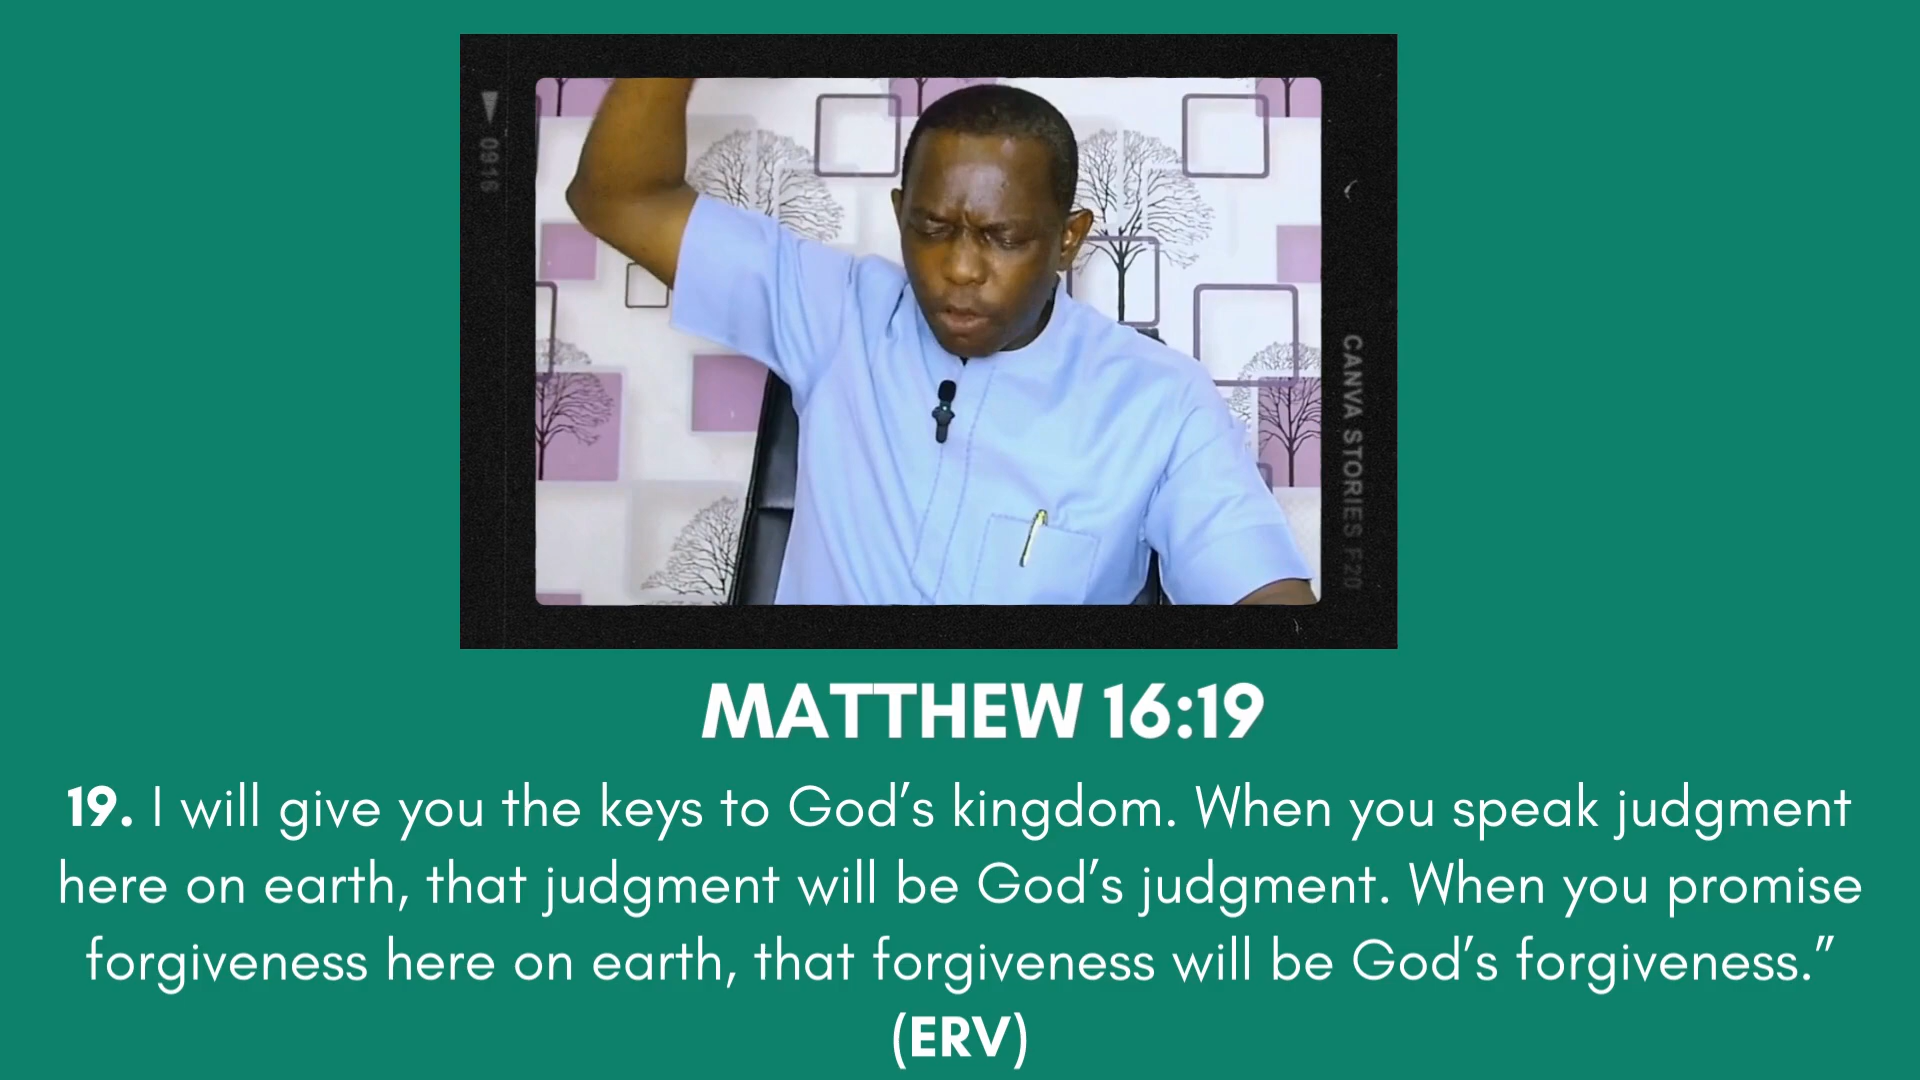 0616
CANVA STORIES F20
MATTHEW 16:19
19. I will give you the keys to God’s kingdom. When you speak judgment
here on earth, that judgment will be God’s judgment. When you promise
forgiveness here on earth, that forgiveness will be God’s forgiveness.”
(ERV)